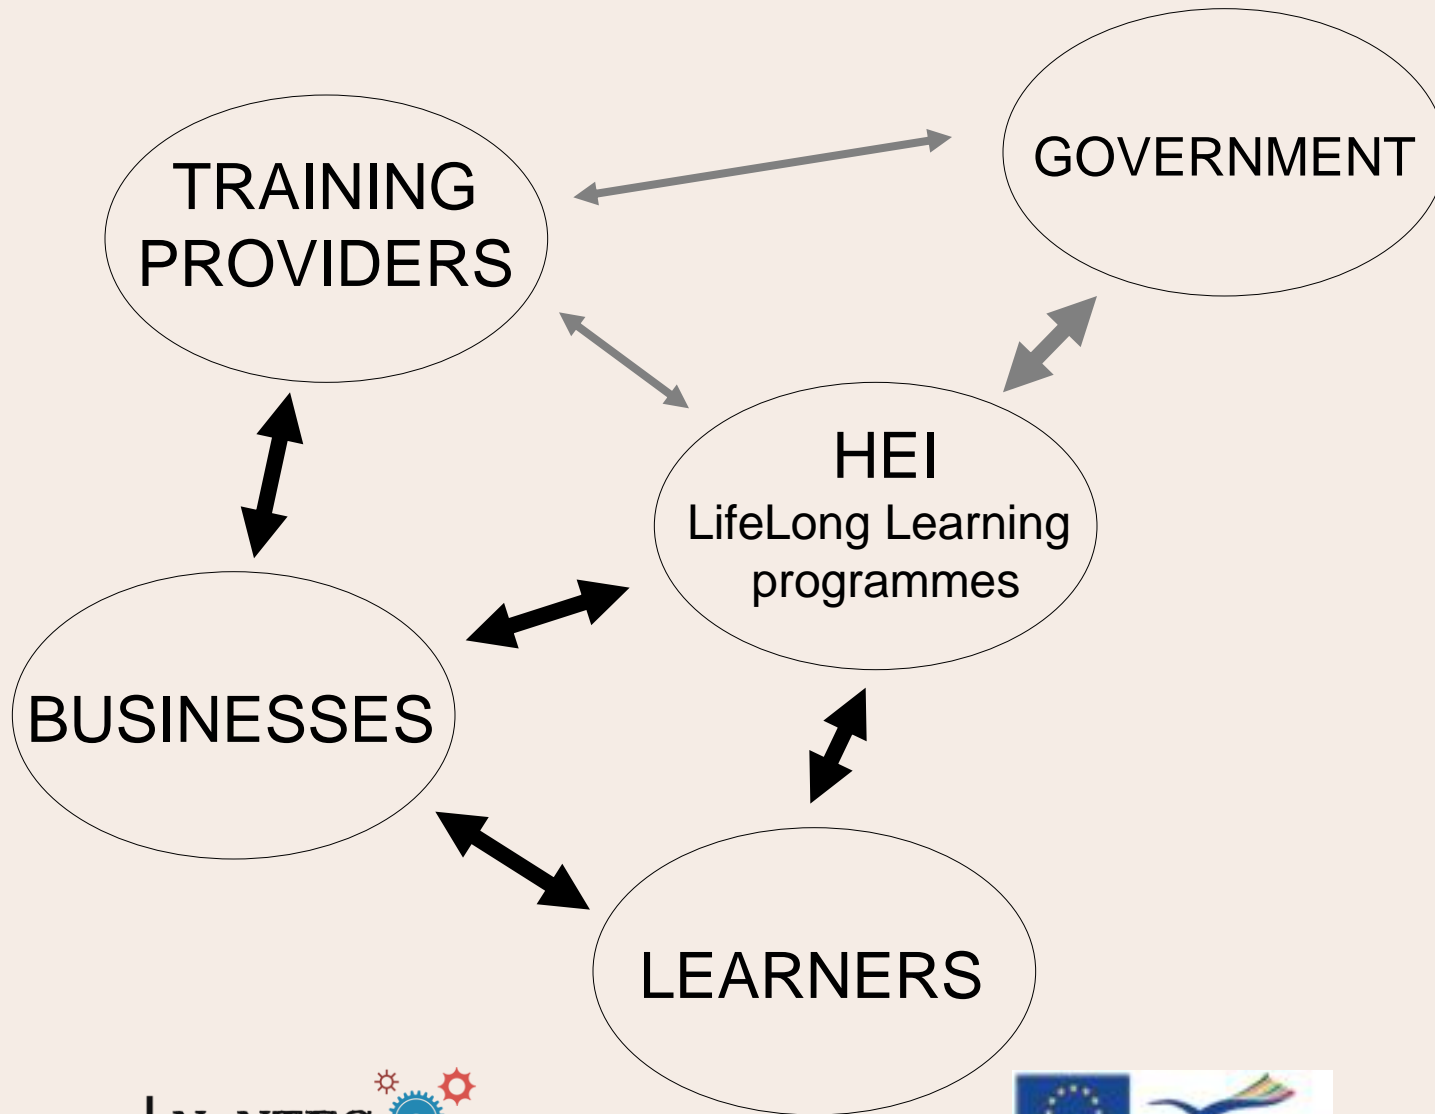 TRAINING
PROVIDERS
GOVERNMENT
HEI
LifeLong Learning
programmes
BUSINESSES
LEARNERS